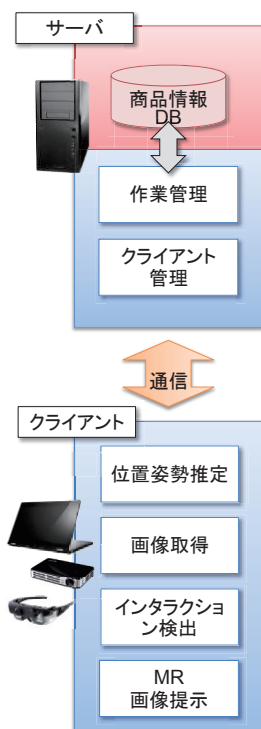 サーバ
商品情報
DB
作業管理
クライアント
管理
通信
クライアント
位置姿勢推定
画像取得
インタラクショ
ン検出
MR
画像提示